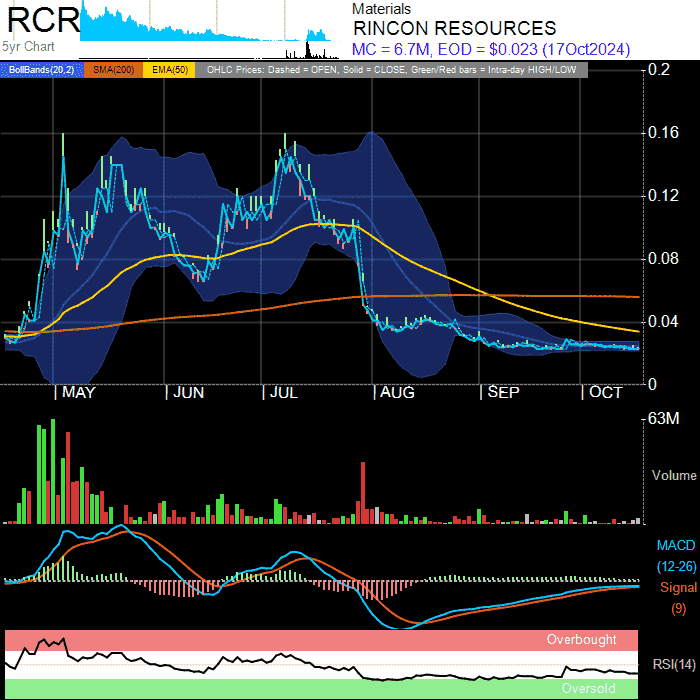 RCR
5yr Chart
Materials
RINCON RESOURCES
MC = 6.7M, EOD = $0.023 (17Oct2024)
BollBands(20,2) SMA(200) EMA(50) OHLC Prices: Dashed = OPEN, Solid = CLOSE, Green/Red bars = Intra-day HIGH/LOW
0.2
0.16
0.12
0.08
0.04
0
| MAY | JUN | JUL | AUG | SEP | OCT
63M
Volume
MACD
(12-26)
Signal
(9)
Overbought
RSI(14)
Oversold